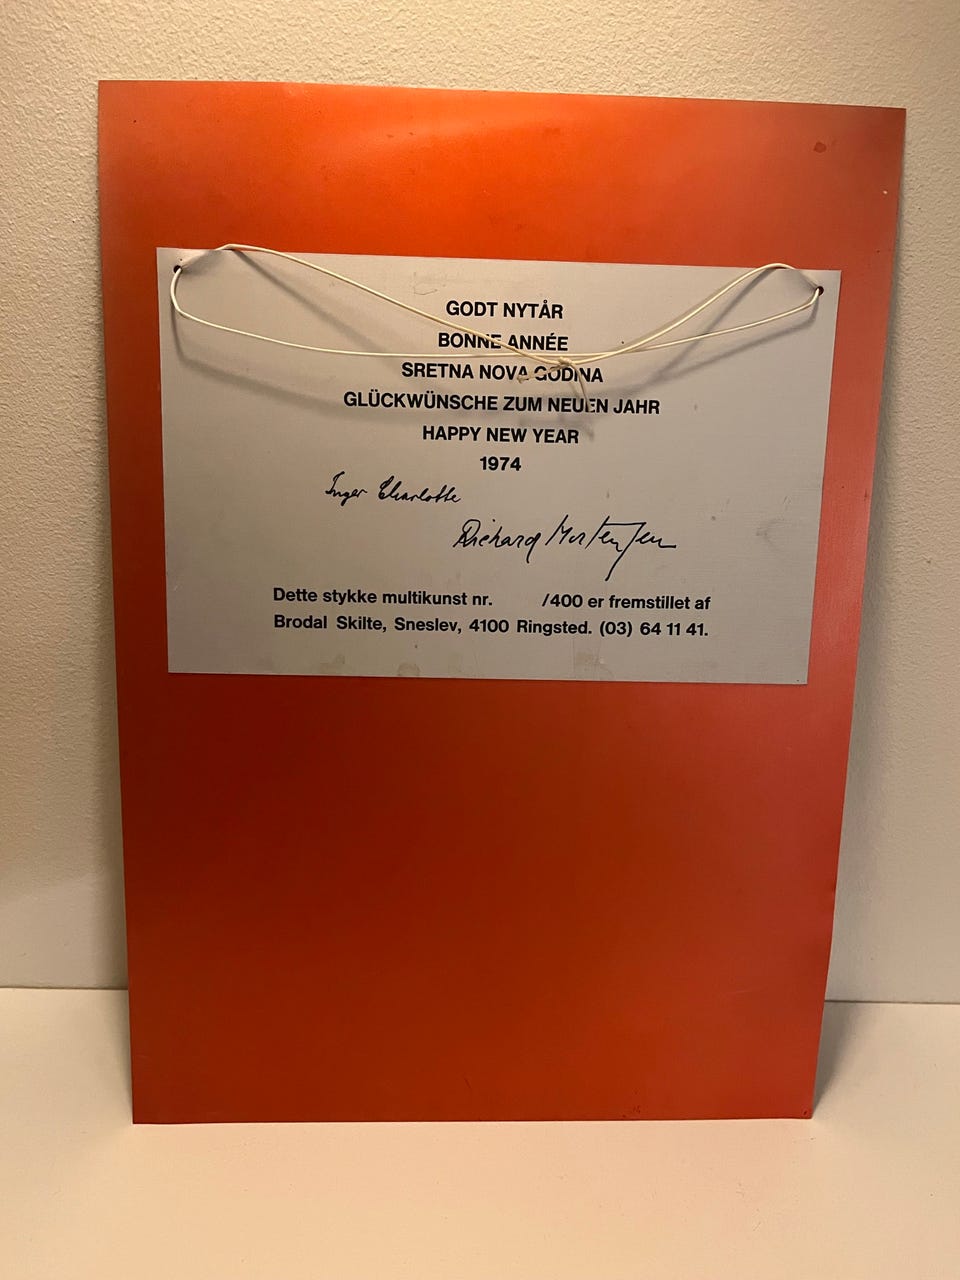 GODT NYTÅR
BONNE ANNÉE
SRETNA NOVA GODINA
GLÜCKWÜNSCHE ZUM NEUEN JAHR
HAPPY NEW YEAR
1974
Inger Charlotte
Richard Mortensen
Dette stykke multikunst nr. /400 er fremstillet af
Brodal Skilte, Sneslev, 4100 Ringsted. (03) 64 11 41.